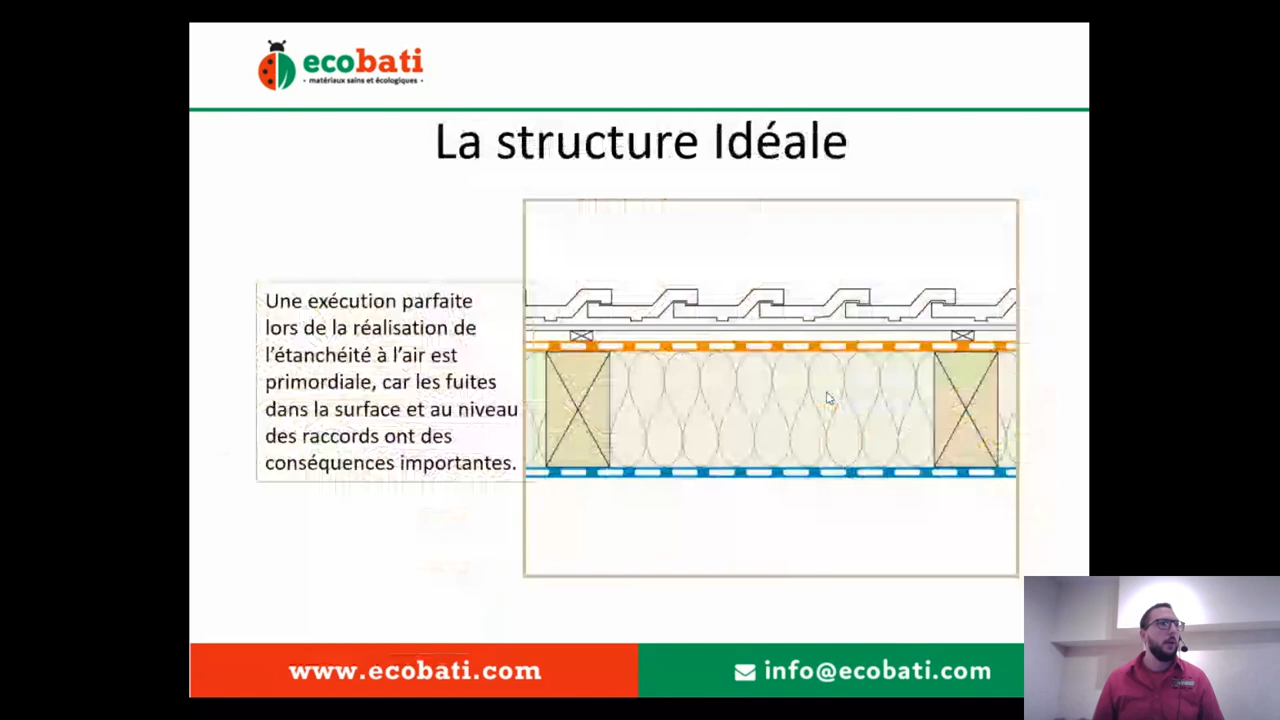 ecobati
• matériaux sains et écologiques •
La structure Idéale
Une exécution parfaite
lors de la réalisation de
l'étanchéité à l'air est
primordiale, car les fuites
dans la surface et au niveau
des raccords ont des
conséquences importantes.
www.ecobati.com
info@ecobati.com